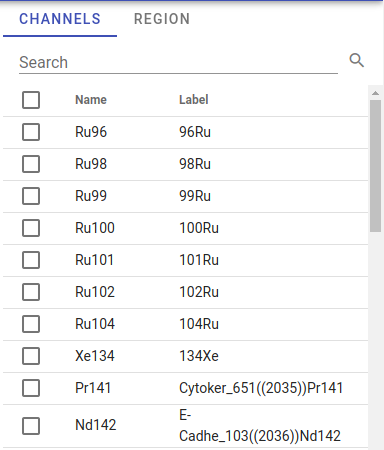 CHANNELS REGION
Search
Name Label
Ru96 96Ru
Ru98 98Ru
Ru99 99Ru
Ru100 100Ru
Ru101 101Ru
Ru102 102Ru
Ru104 104Ru
Xe134 134Xe
Pr141 Cytoker_651((2035))Pr141
Nd142 E-
Cadhe_103((2036))Nd142